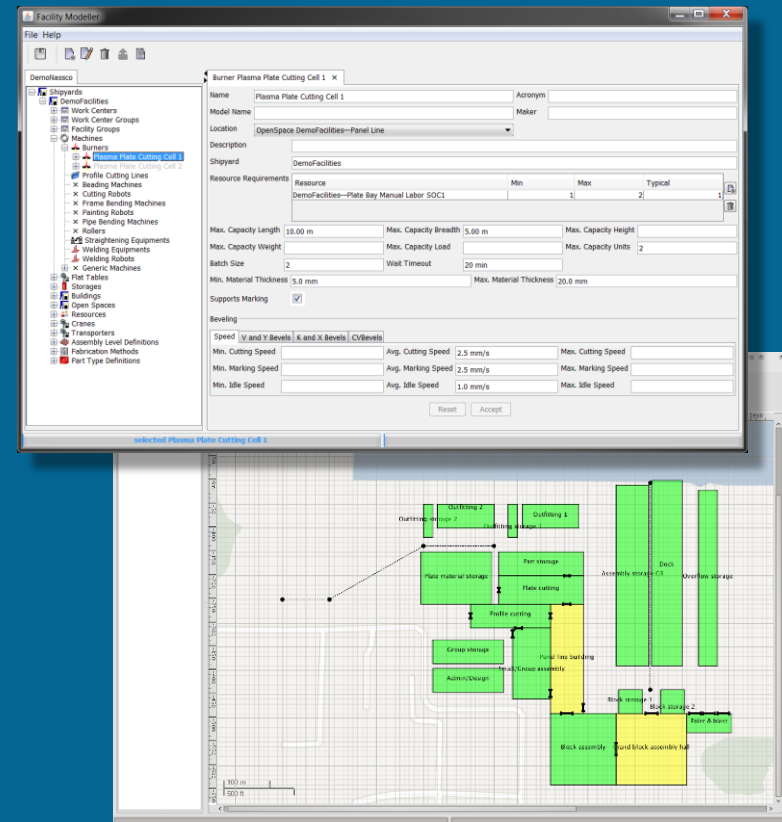 Facility Modeller
File Help
DemoNassco
Shipyards
DemoFacilities
Work Centers
Work Center Groups
Facility Groups
Machines
Burners
Plasma Plate Cutting Cell 1
Plasma Plate Cutting Cell 2
Profile Cutting Lines
Beading Machines
Cutting Robots
Frame Bending Machines
Painting Robots
Pipe Bending Machines
Rollers
Straightening Equipments
Welding Equipments
Welding Robots
Generic Machines
Flat Tables
Storages
Buildings
Open Spaces
Resources
Cranes
Transporters
Assembly Level Definitions
Fabrication Methods
Part Type Definitions
Burner Plasma Plate Cutting Cell 1 ×
Name Plasma Plate Cutting Cell 1 Acronym
Model Name Maker
Location OpenSpace DemoFacilities—Panel Line
Description
Shipyard DemoFacilities
Resource Requirements Resource Min Max Typical
DemoFacilities—Plate Bay Manual Labor SOC1 1 2 1
Max. Capacity Length 10.00 m Max. Capacity Breadth 5.00 m Max. Capacity Height
Max. Capacity Weight Max. Capacity Load Max. Capacity Units 2
Batch Size 2 Wait Timeout 20 min
Min. Material Thickness 5.0 mm Max. Material Thickness 20.0 mm
Supports Marking
Beveling
Speed V and Y Bevels K and X Bevels CVBevels
Min. Cutting Speed Avg. Cutting Speed 2.5 mm/s Max. Cutting Speed
Min. Marking Speed Avg. Marking Speed 2.5 mm/s Max. Marking Speed
Min. Idle Speed Avg. Idle Speed 1.0 mm/s Max. Idle Speed
Reset Accept
selected Plasma Plate Cutting Cell 1
Outfitting 2
Outfitting storage 2
Outfitting 1
Outfitting storage 1
Part storage
Plate material storage
Plate cutting
Assembly storage C3
Dock
Overflow storage
Profile cutting
Group storage
Panel line building
Small/Group assembly
Admin/Design
Block storage 1
Block storage 2
Paint & blast
Block assembly
Grand block assembly hall
100 m
500 ft